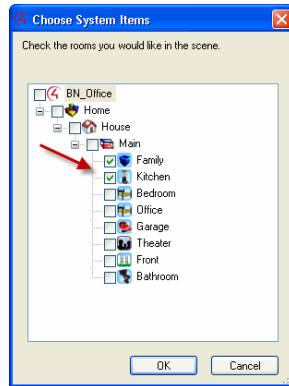 Choose System Items
Check the rooms you would like in the scene.
BN_Office
Home
House
Main
Family
Kitchen
Bedroom
Office
Garage
Theater
Front
Bathroom
OK Cancel